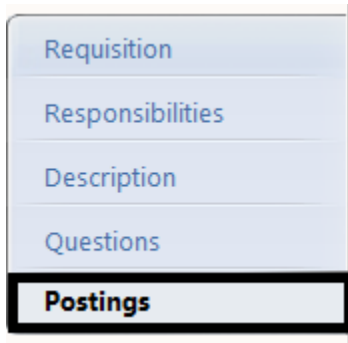 Requisition
Responsibilities
Description
Questions
Postings